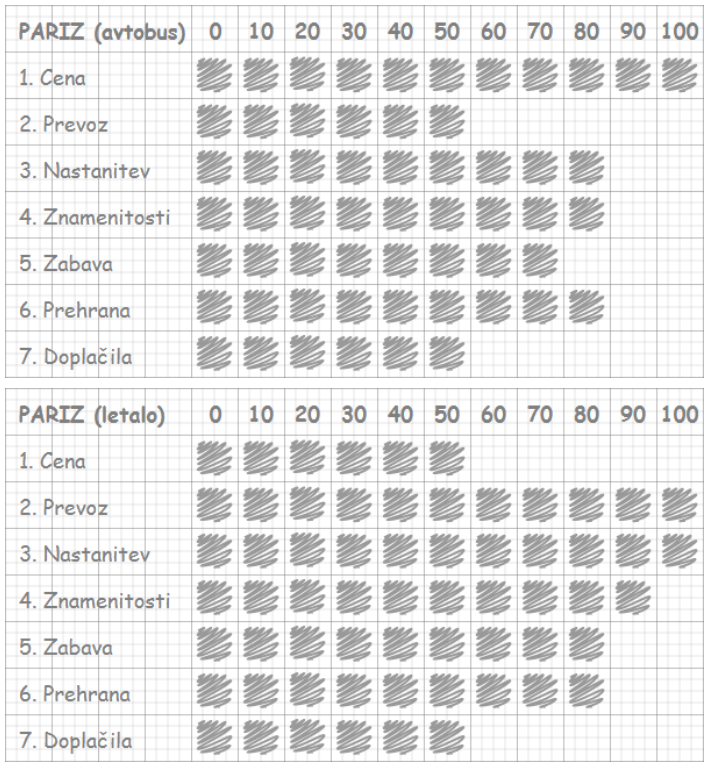 PARIZ (avtobus) 0 10 20 30 40 50 60 70 80 90 100
1. Cena
2. Prevoz
3. Nastanitev
4. Znamenitosti
5. Zabava
6. Prehrana
7. Doplačila
PARIZ (letalo) 0 10 20 30 40 50 60 70 80 90 100
1. Cena
2. Prevoz
3. Nastanitev
4. Znamenitosti
5. Zabava
6. Prehrana
7. Doplačila